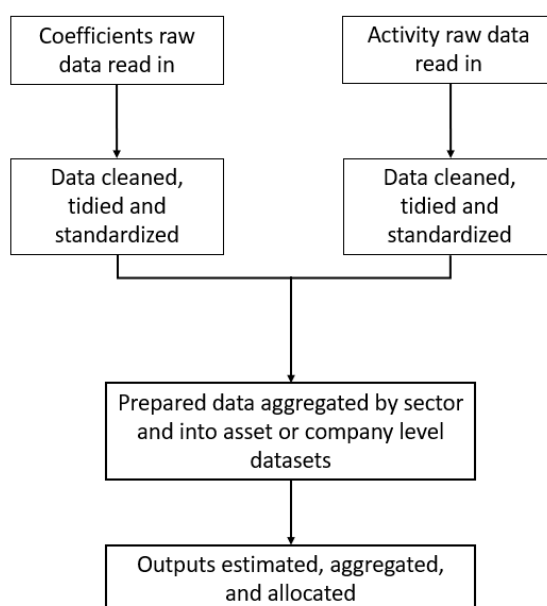 Coefficients raw
data read in
Activity raw data
read in
Data cleaned,
tidied and
standardized
Data cleaned,
tidied and
standardized
Prepared data aggregated by sector
and into asset or company level
datasets
Outputs estimated, aggregated,
and allocated